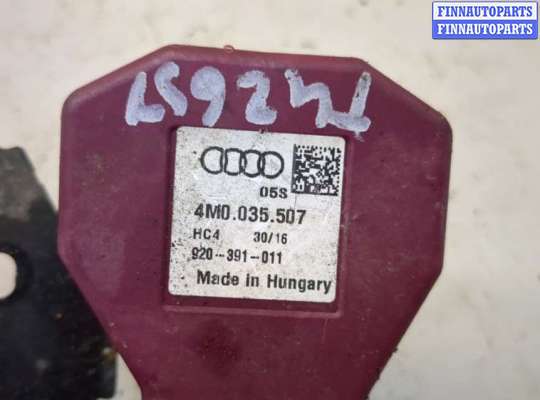 FINNAUTOPARTS
FINNAUTOPARTS
05S
4M0.035.507
HC4 30/16
920-391-011
Made in Hungary